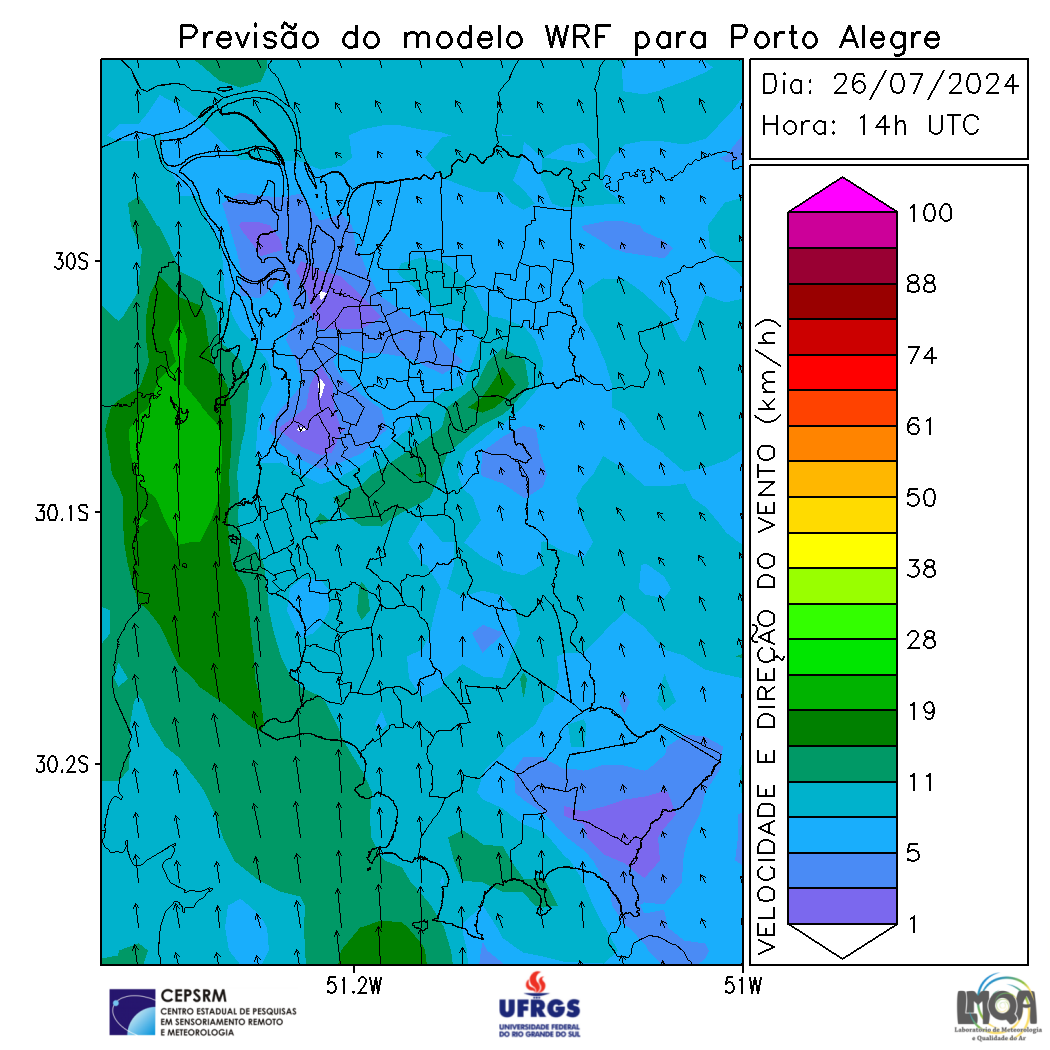 Previsão do modelo WRF para Porto Alegre
Dia: 26/07/2024
Hora: 14h UTC
30S
30.1S
30.2S
51.2W
51W
VELOCIDADE E DIREÇÃO DO VENTO (km/h)
100
88
74
61
50
38
28
19
11
5
1
CEPSRM
CENTRO ESTADUAL DE PESQUISAS
EM SENSORIAMENTO REMOTO
E METEOROLOGIA
UFRGS
UNIVERSIDADE FEDERAL
DO RIO GRANDE DO SUL
LMQA
Laboratório de Meteorologia
e Qualidade do Ar